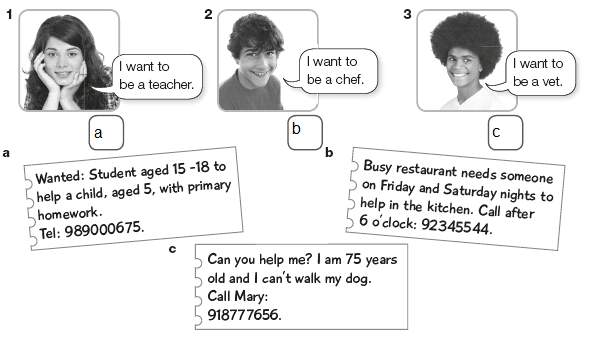 1
I want to
be a teacher.
2
I want to
be a chef.
3
I want to
be a vet.
a
b
c
a
Wanted: Student aged 15 -18 to
help a child, aged 5, with primary
homework.
Tel: 989000675.
b
Busy restaurant needs someone
on Friday and Saturday nights to
help in the kitchen. Call after
6 o'clock: 92345544.
c
Can you help me? I am 75 years
old and I can't walk my dog.
Call Mary:
918777656.